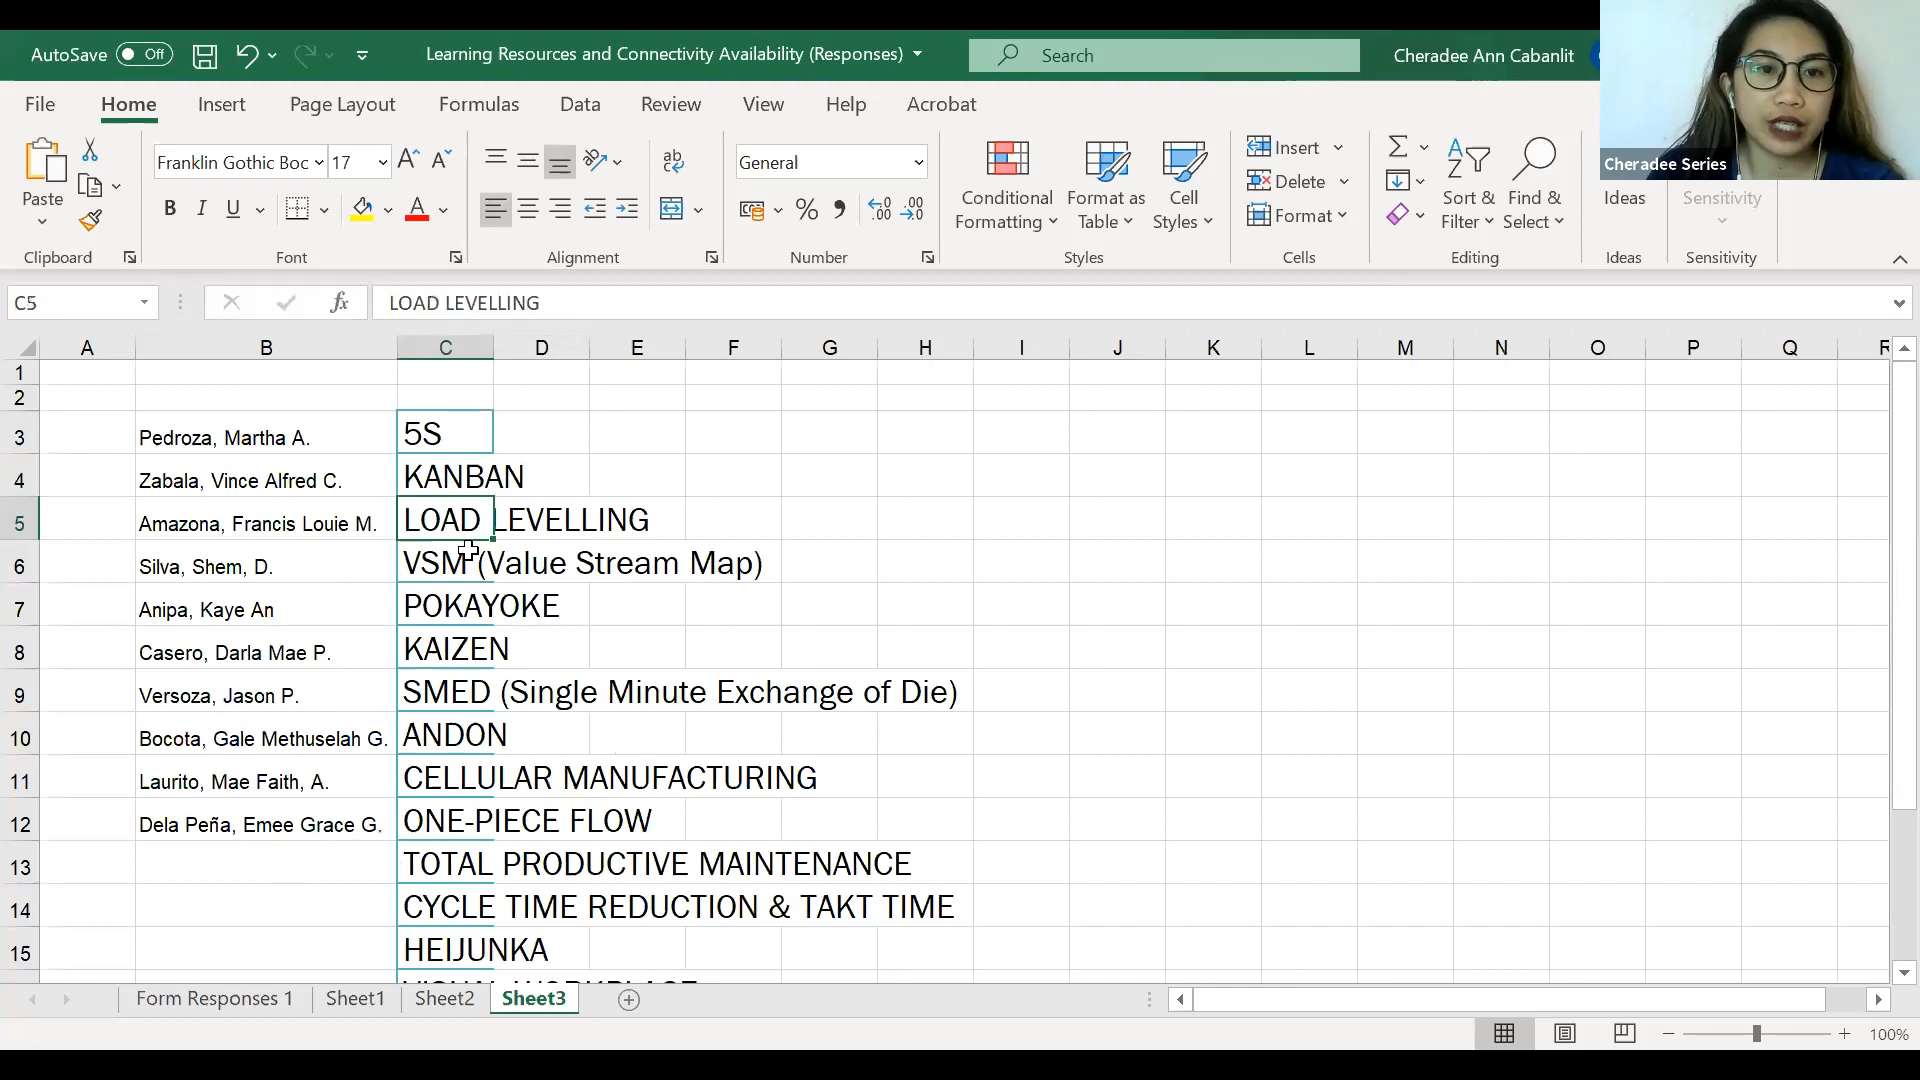 AutoSave Off Learning Resources and Connectivity Availability (Responses) Search Cheradee Ann Cabanlit
File Home Insert Page Layout Formulas Data Review View Help Acrobat
Cheradee Series
Paste Franklin Gothic Boc 17 General Conditional Formatting Format as Table Cell Styles Insert Delete Format Sort & Filter Find & Select Ideas Sensitivity
Clipboard Font Alignment Number Styles Cells Editing Ideas Sensitivity
C5 fx LOAD LEVELLING
A B C D E F G H I J K L M N O P Q R
1
2
3 Pedroza, Martha A. 5S
4 Zabala, Vince Alfred C. KANBAN
5 Amazona, Francis Louie M. LOAD LEVELLING
6 Silva, Shem, D. VSM (Value Stream Map)
7 Anipa, Kaye An POKAYOKE
8 Casero, Darla Mae P. KAIZEN
9 Versoza, Jason P. SMED (Single Minute Exchange of Die)
10 Bocota, Gale Methuselah G. ANDON
11 Laurito, Mae Faith, A. CELLULAR MANUFACTURING
12 Dela Peña, Emee Grace G. ONE-PIECE FLOW
13 TOTAL PRODUCTIVE MAINTENANCE
14 CYCLE TIME REDUCTION & TAKT TIME
15 HEIJUNKA
Form Responses 1 Sheet1 Sheet2 Sheet3
100%